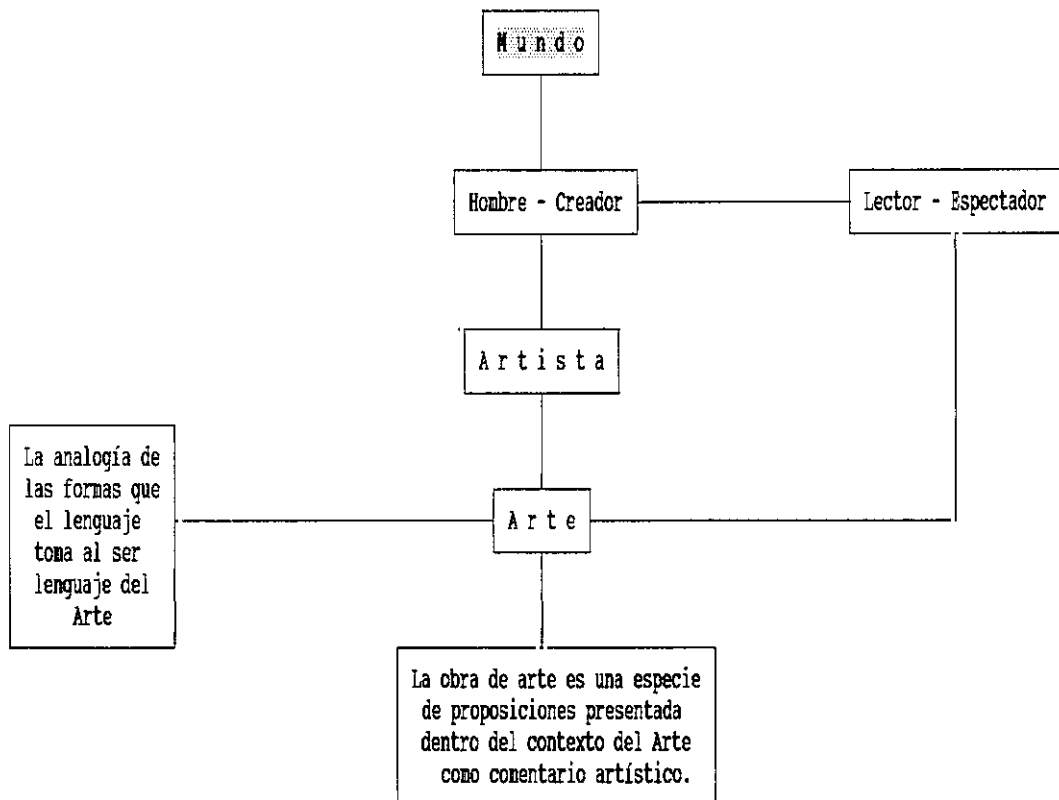 Mundo
Hombre - Creador
Lector - Espectador
Artista
La analogía de
las formas que
el lenguaje
toma al ser
lenguaje del
Arte
Arte
La obra de arte es una especie
de proposiciones presentada
dentro del contexto del Arte
como comentario artístico.